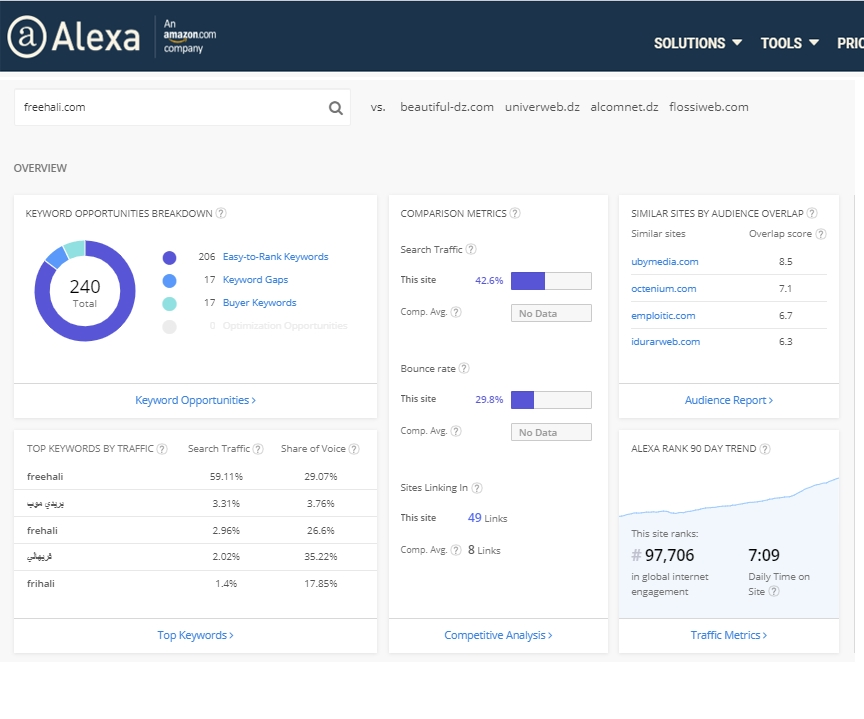 @ Alexa
An
amazon.com
company
SOLUTIONS TOOLS PRIC
freehali.com
vs. beautiful-dz.com univerweb.dz alcomnet.dz flossiweb.com
OVERVIEW
KEYWORD OPPORTUNITIES BREAKDOWN ?
240
Total
206 Easy-to-Rank Keywords
17 Keyword Gaps
17 Buyer Keywords
0 Optimization Opportunities
Keyword Opportunities >
COMPARISON METRICS ?
Search Traffic ?
This site 42.6%
Comp. Avg. ? No Data
Bounce rate ?
This site 29.8%
Comp. Avg. ? No Data
Sites Linking In ?
This site 49 Links
Comp. Avg. ? 8 Links
Competitive Analysis >
SIMILAR SITES BY AUDIENCE OVERLAP ?
Similar sites Overlap score ?
ubymedia.com 8.5
octenium.com 7.1
emploitic.com 6.7
idurarweb.com 6.3
Audience Report >
TOP KEYWORDS BY TRAFFIC ? Search Traffic ? Share of Voice ?
freehali 59.11% 29.07%
بريدي موب 3.31% 3.76%
frehali 2.96% 26.6%
فريهالي 2.02% 35.22%
frihali 1.4% 17.85%
Top Keywords >
ALEXA RANK 90 DAY TREND ?
This site ranks:
# 97,706 7:09
in global internet engagement
Daily Time on Site ?
Traffic Metrics >